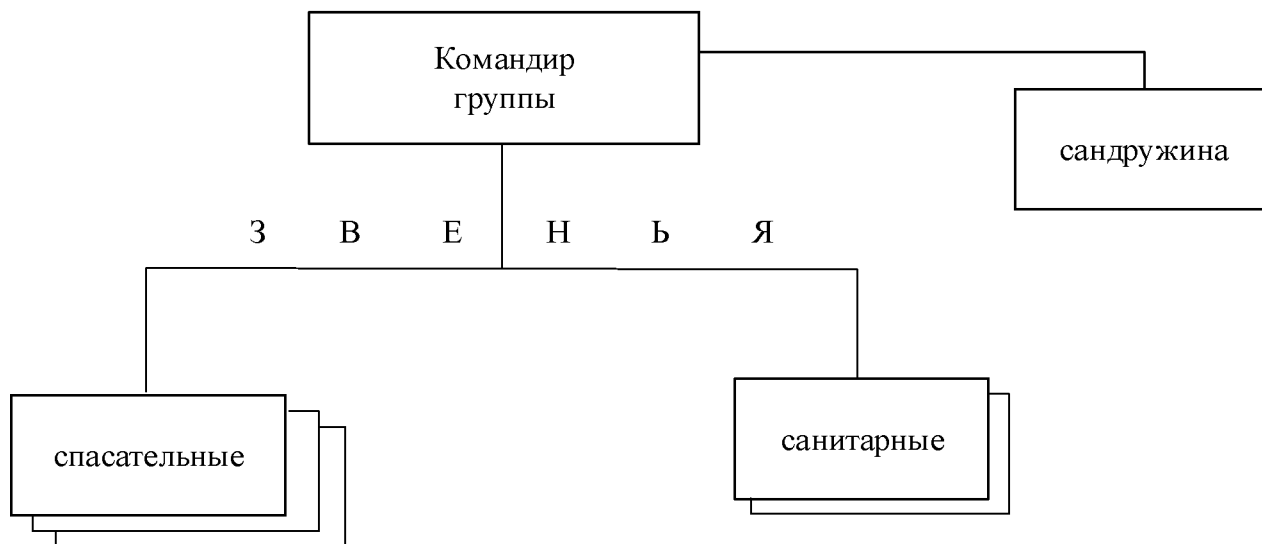 Командир
группы
сандружина
З В Е Н Ь Я
спасательные
санитарные